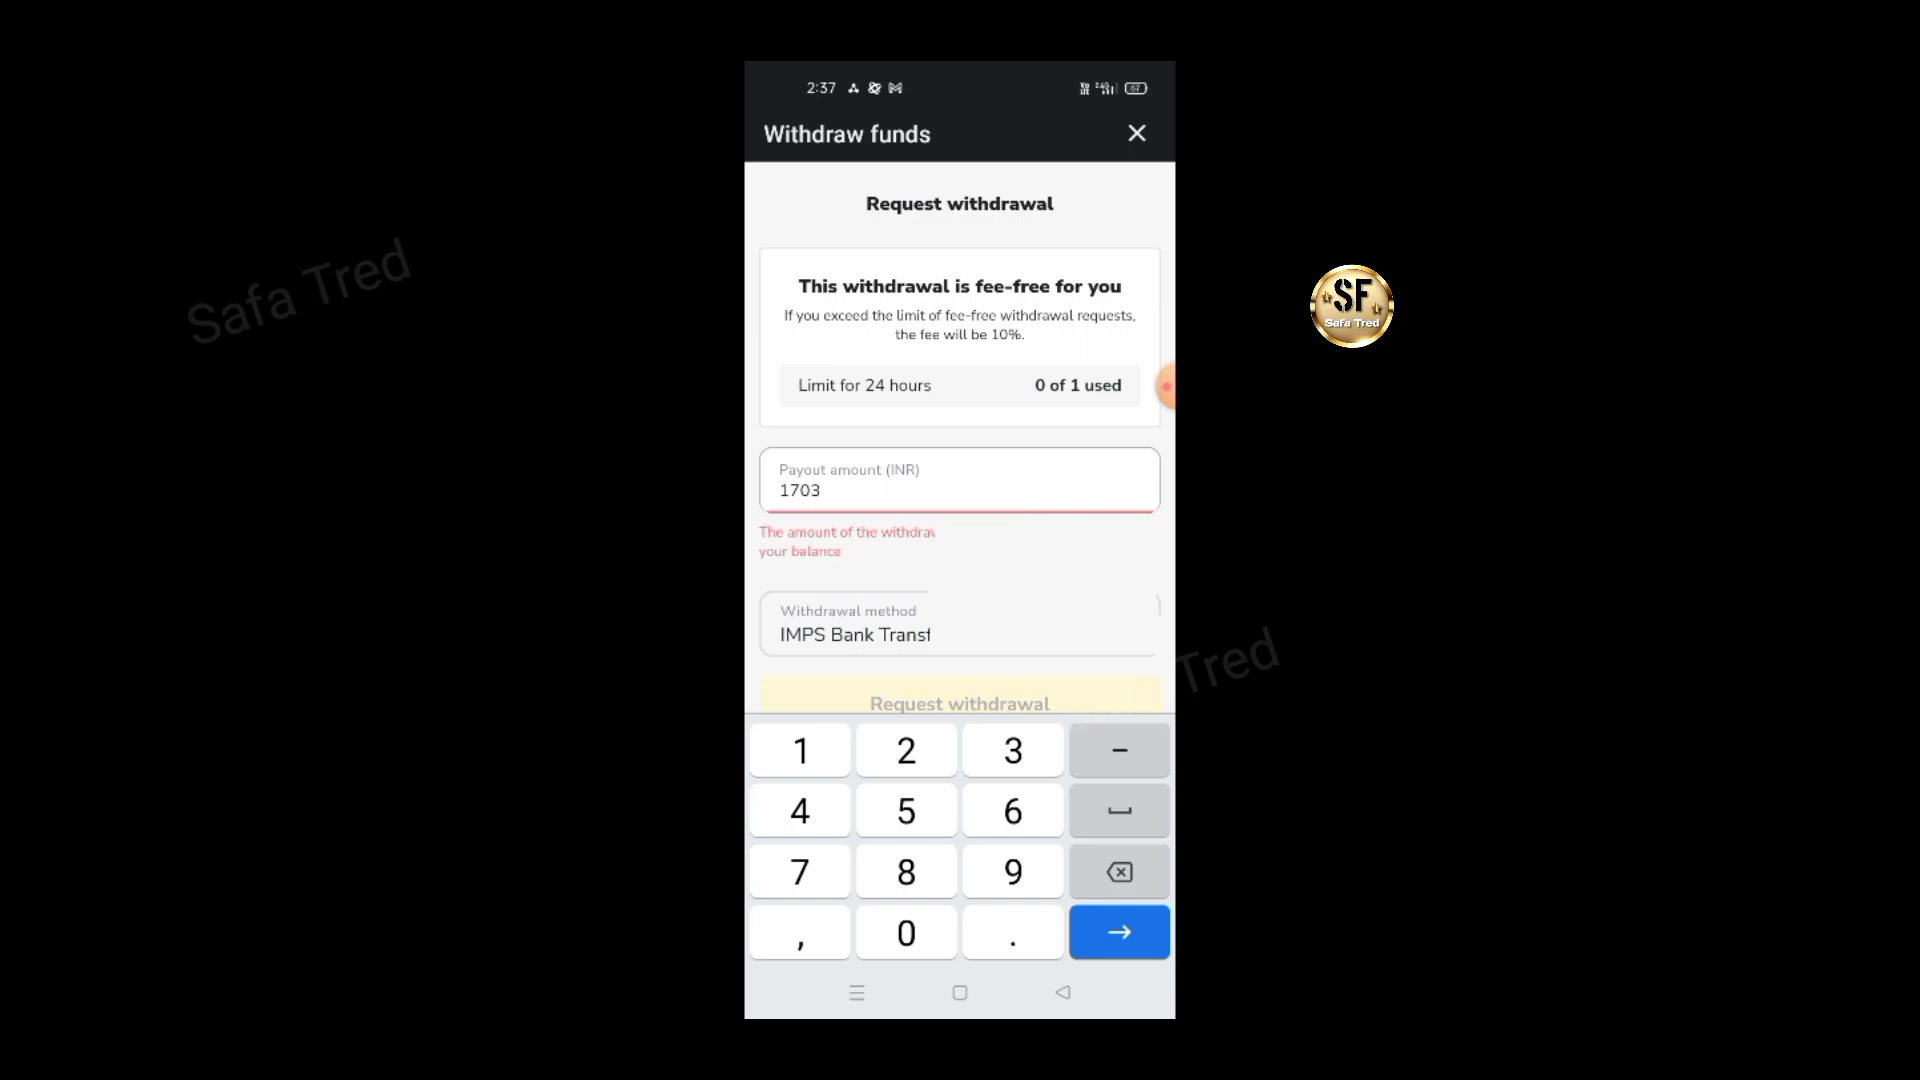 2:37
Withdraw funds
Request withdrawal
This withdrawal is fee-free for you
If you exceed the limit of fee-free withdrawal requests,
the fee will be 10%.
Limit for 24 hours 0 of 1 used
Payout amount (INR)
1703
The amount of the
your balance
Withdrawal method
IMPS Bank
Request withdrawal
1 2 3 –
4 5 6
7 8 9
, 0 .
Safa Tred
SF
Safa Tred
Tred